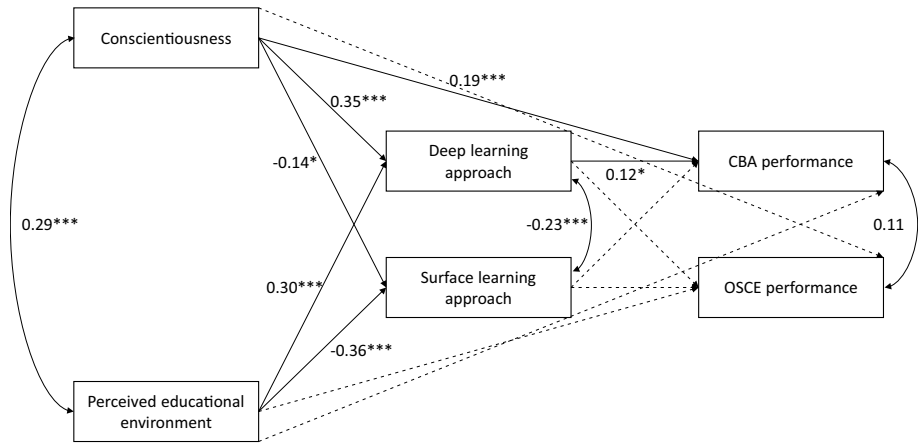 Conscientiousness
0.19***
0.35***
Deep learning
approach
CBA performance
-0.14*
0.12*
0.29***
-0.23***
0.11
0.30***
Surface learning
approach
OSCE performance
-0.36***
Perceived educational
environment